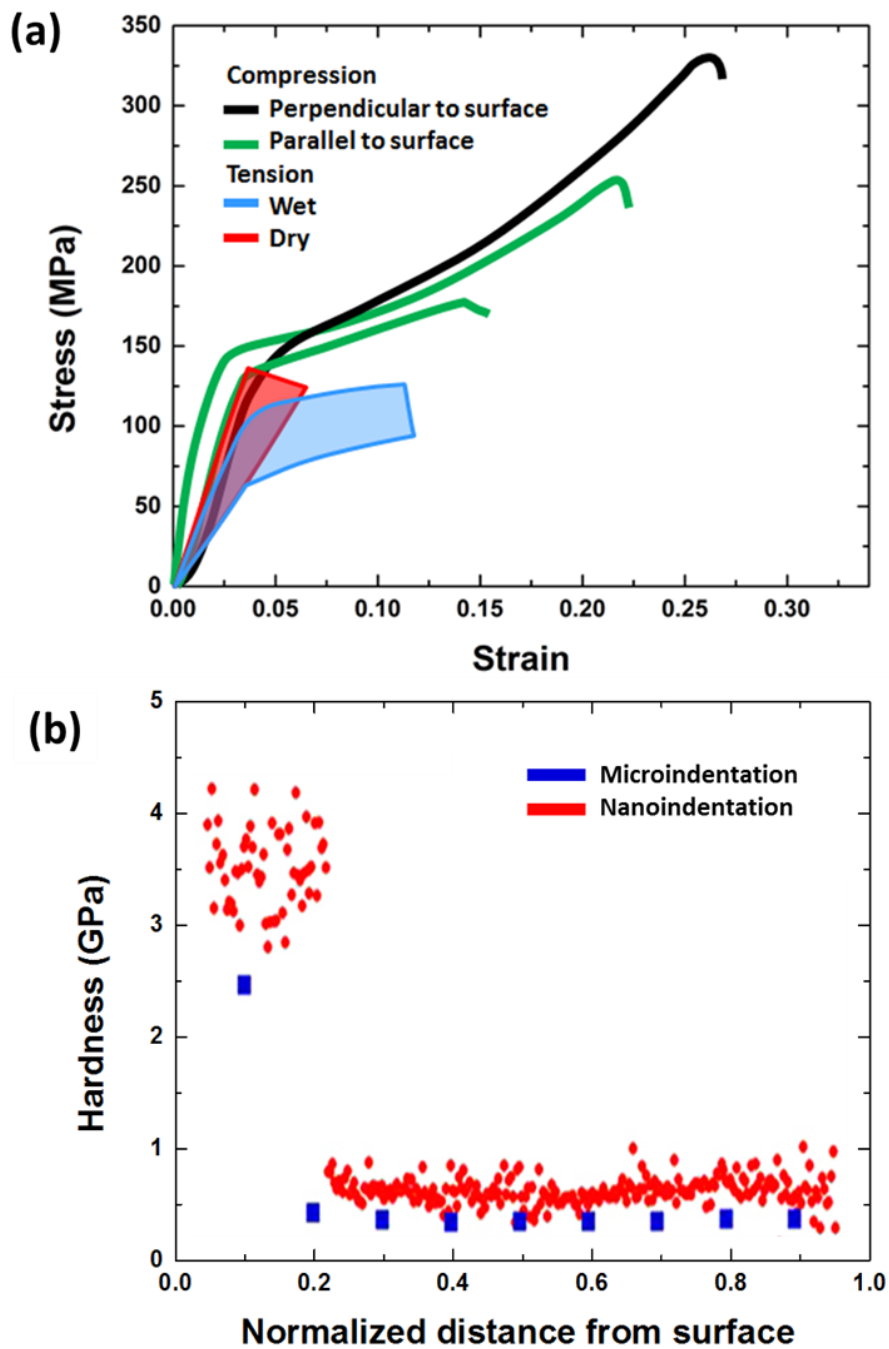 (a)
350
300
250
200
150
100
50
0
Stress (MPa)
Compression
Perpendicular to surface
Parallel to surface
Tension
Wet
Dry
0.00 0.05 0.10 0.15 0.20 0.25 0.30
Strain
(b)
5
4
3
2
1
0
Hardness (GPa)
Microindentation
Nanoindentation
0.0 0.2 0.4 0.6 0.8 1.0
Normalized distance from surface